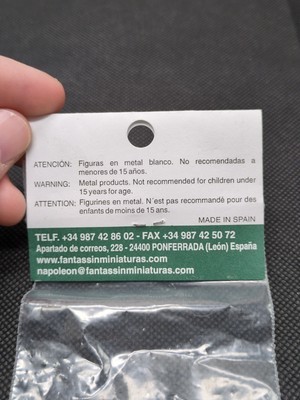 ATENCIÓN: Figuras en metal blanco. No recomendadas a
menores de 15 años.
WARNING: Metal products. Not recommended for children under
15 years for age.
ATTENTION: Figurines en metal. N´est pas recommandé pour des
enfants de moins de 15 ans.
MADE IN SPAIN
TELF. +34 987 42 86 02 - FAX +34 987 42 50 72
Apartado de correos, 228 - 24400 PONFERRADA (León) España
www.fantassinminiaturas.com
napoleon@fantassinminiaturas.com